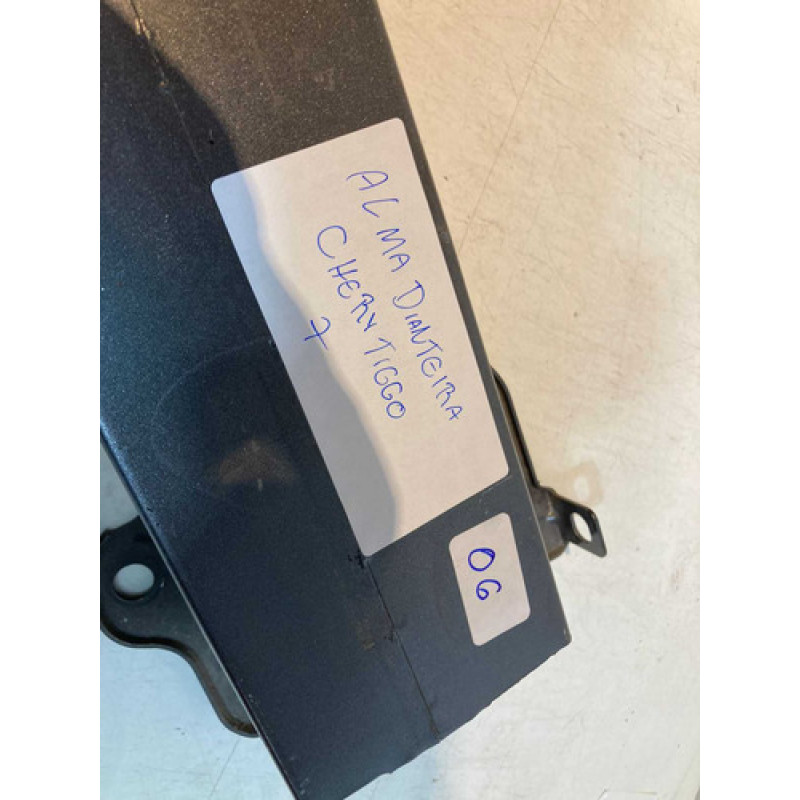 ALMA DIANTEIRA
CHERY TIGGO
7
06